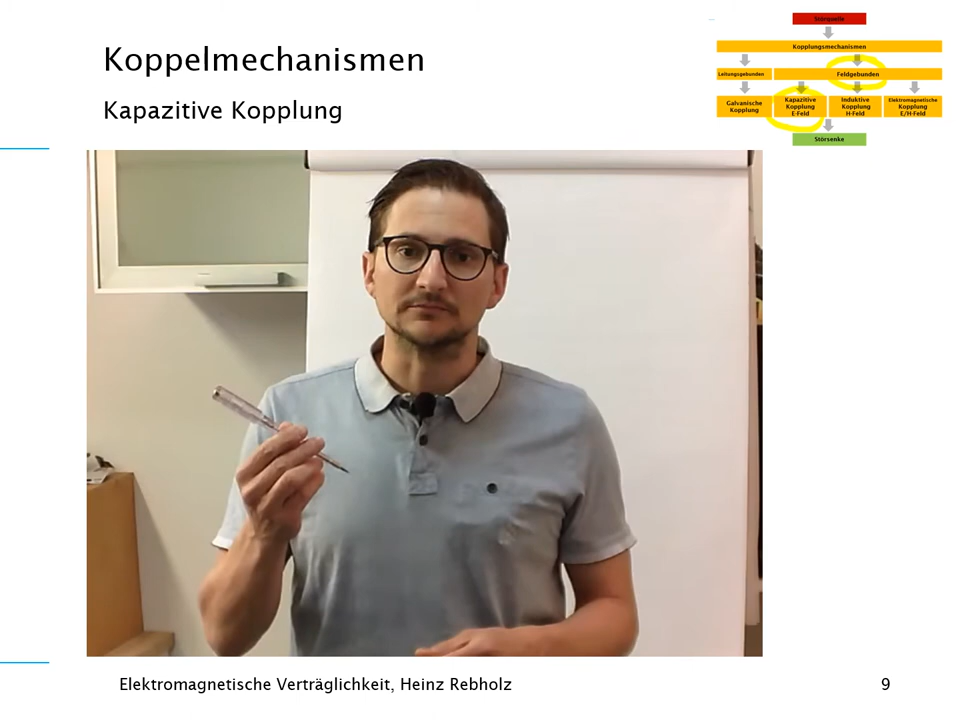 Koppelmechanismen
Kapazitive Kopplung
Störquelle
Kopplungsmechanismen
Leitungsgebunden
Feldgebunden
Galvanische
Kopplung
Kapazitive
Kopplung
E-Feld
Induktive
Kopplung
H-Feld
Elektromagnetische
Kopplung
E/H-Feld
Störsenke
Elektromagnetische Verträglichkeit, Heinz Rebholz
9